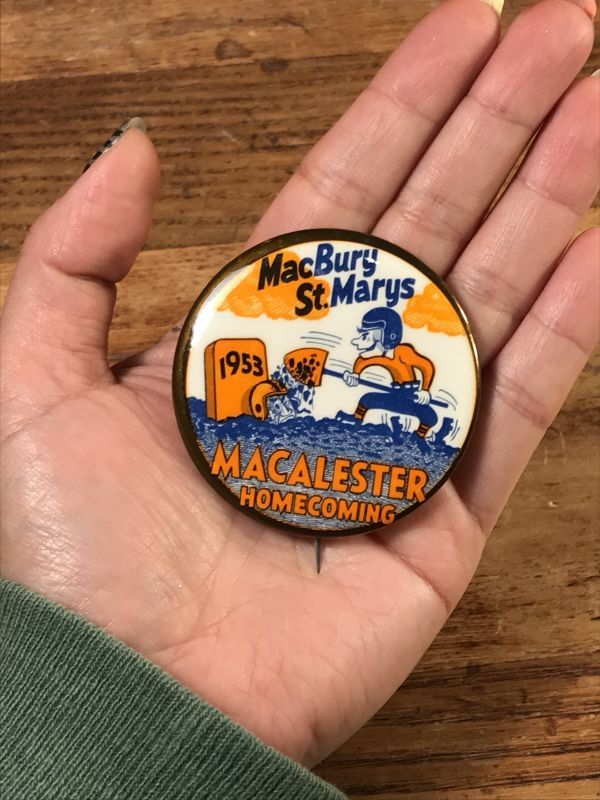 MacBury
St. Marys
1953
MACALESTER
HOMECOMING